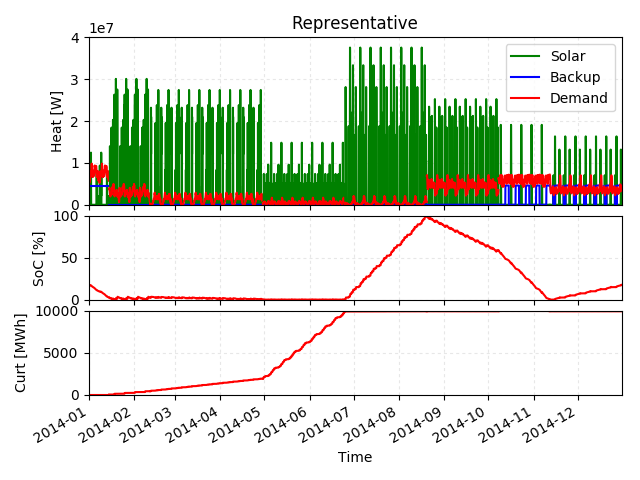 Representative
1e7
4
3
2
1
0
Heat [W]
Solar
Backup
Demand
100
50
0
SoC [%]
10000
5000
0
Curt [MWh]
2014-01
2014-02
2014-03
2014-04
2014-05
2014-06
2014-07
2014-08
2014-09
2014-10
2014-11
2014-12
Time